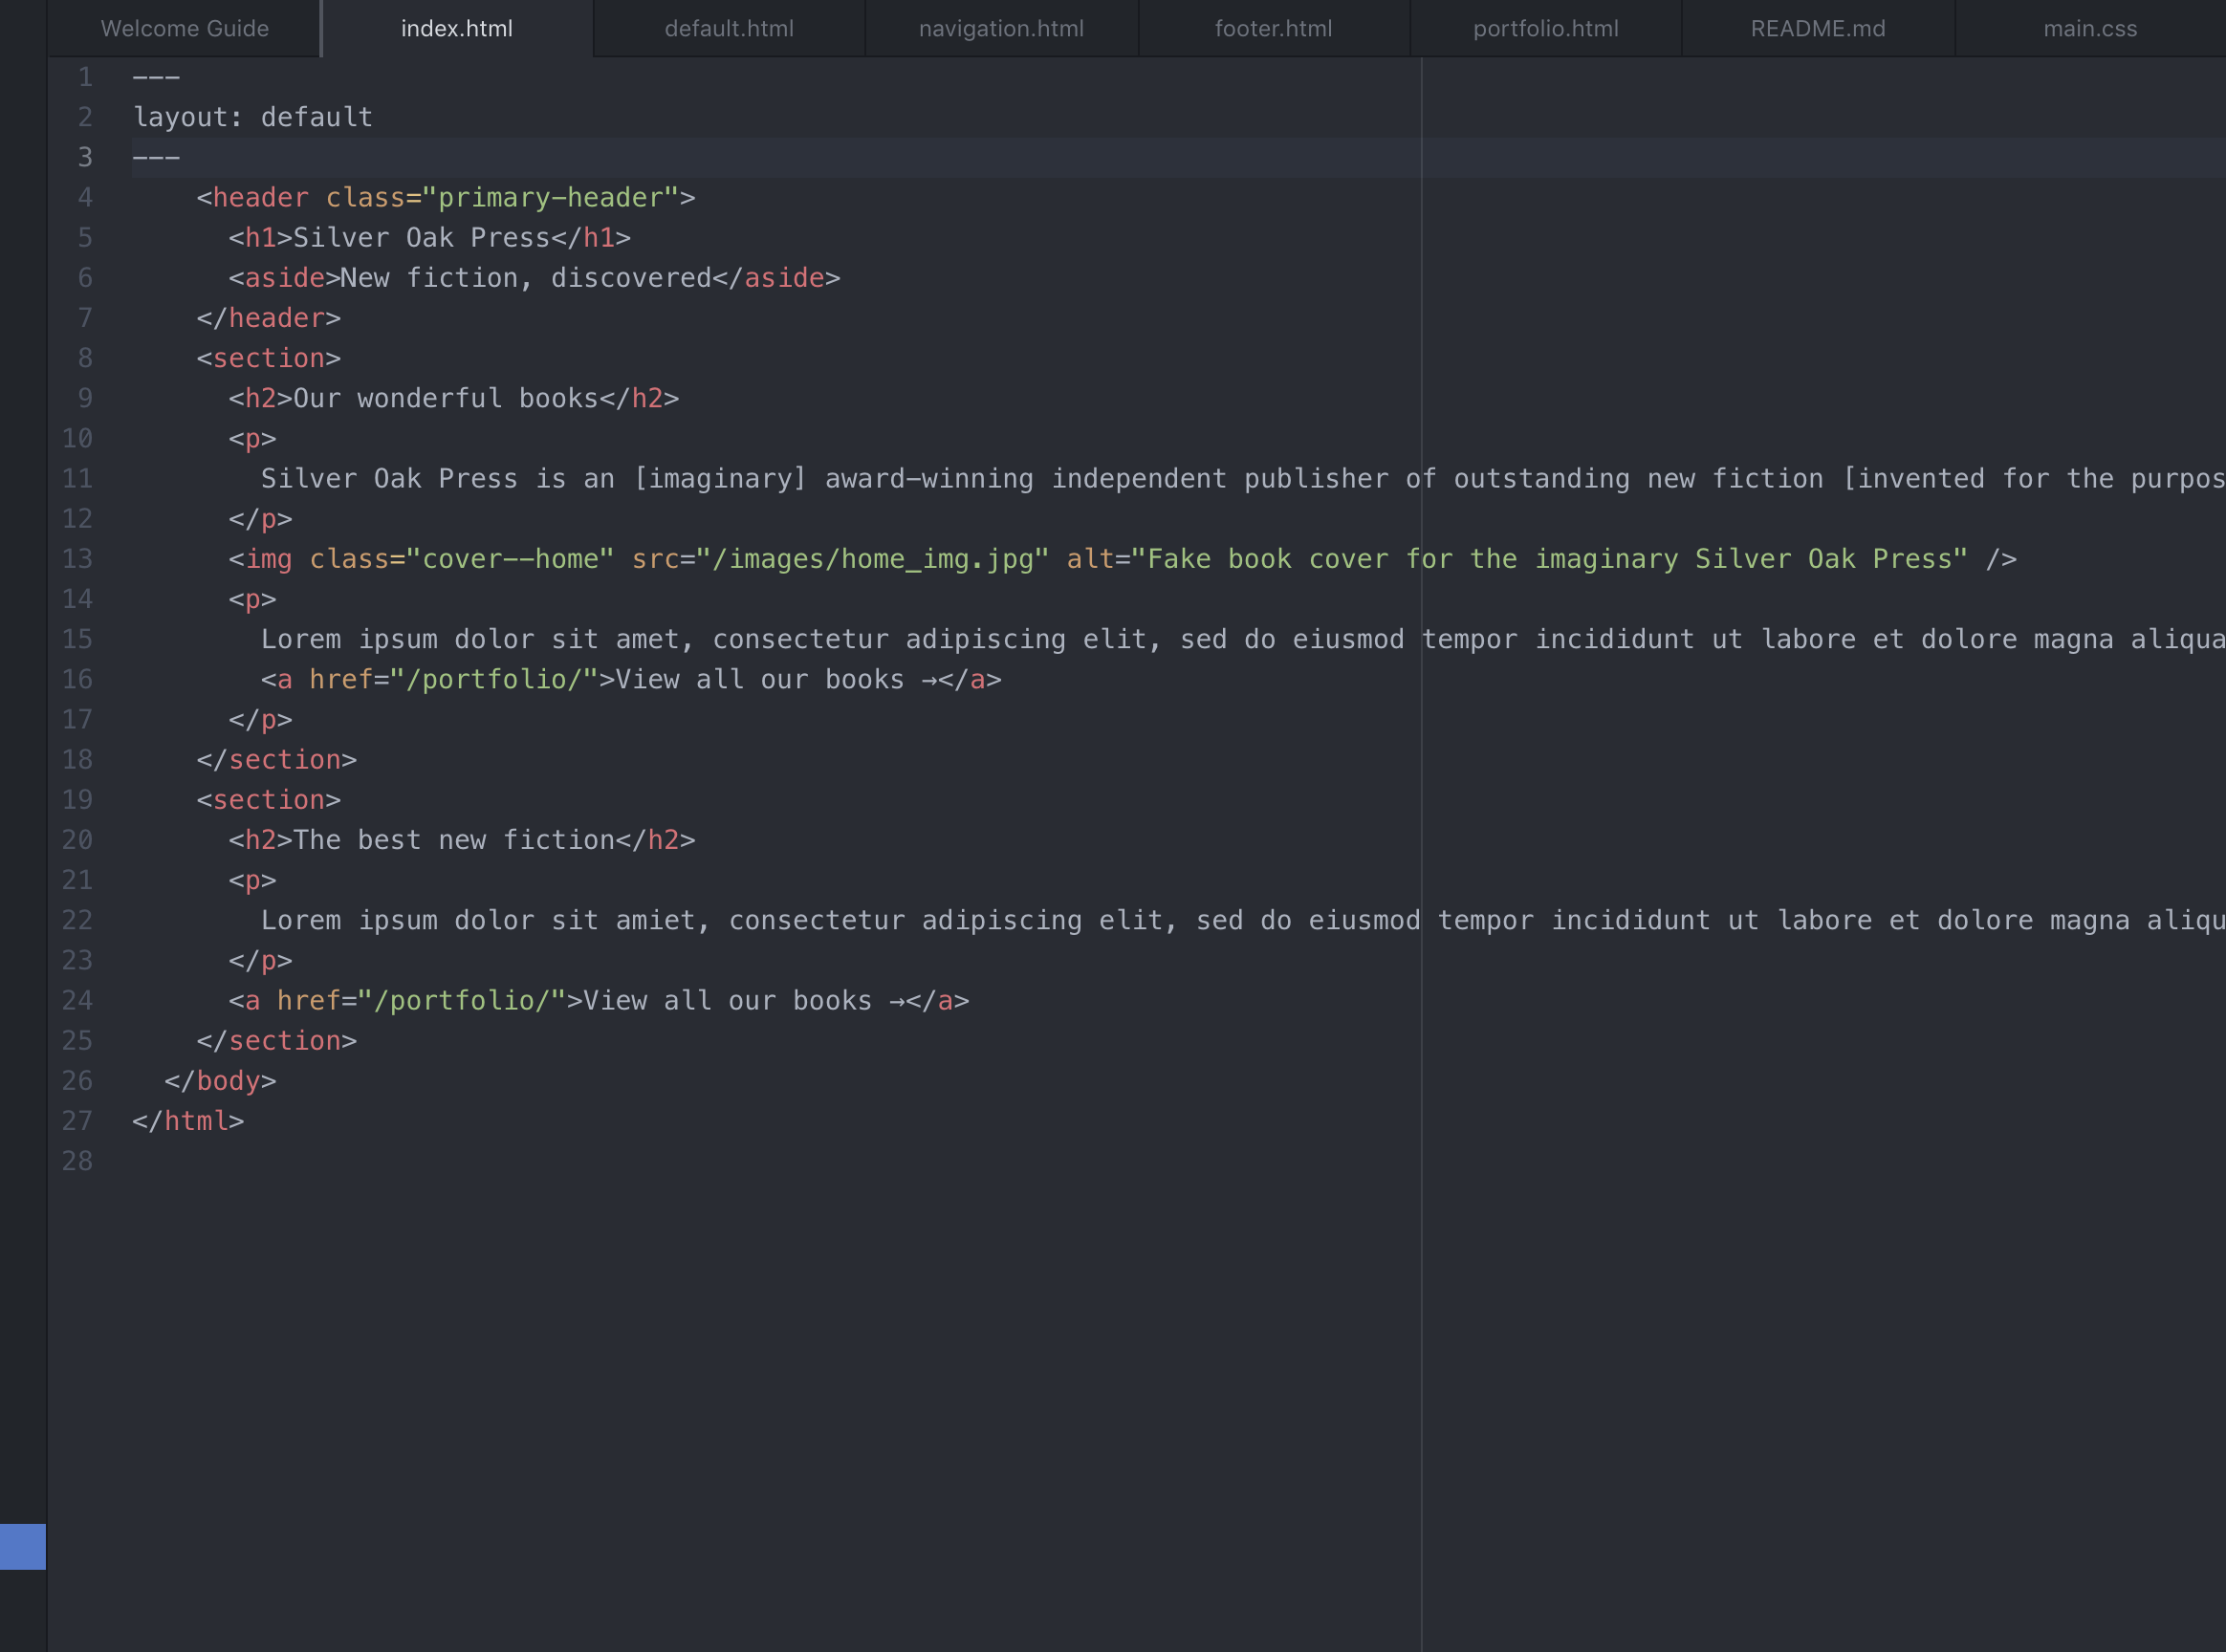 Welcome Guide index.html default.html navigation.html footer.html portfolio.html README.md main.css
1 ---
2 layout: default
3 ---
4 <header class="primary-header">
5 <h1>Silver Oak Press</h1>
6 <aside>New fiction, discovered</aside>
7 </header>
8 <section>
9 <h2>Our wonderful books</h2>
10 <p>
11 Silver Oak Press is an [imaginary] award-winning independent publisher of outstanding new fiction [invented for the purpos
12 </p>
13 <img class="cover--home" src="/images/home_img.jpg" alt="Fake book cover for the imaginary Silver Oak Press" />
14 <p>
15 Lorem ipsum dolor sit amet, consectetur adipiscing elit, sed do eiusmod tempor incididunt ut labore et dolore magna aliqua
16 <a href="/portfolio/">View all our books →</a>
17 </p>
18 </section>
19 <section>
20 <h2>The best new fiction</h2>
21 <p>
22 Lorem ipsum dolor sit amiet, consectetur adipiscing elit, sed do eiusmod tempor incididunt ut labore et dolore magna aliqu
23 </p>
24 <a href="/portfolio/">View all our books →</a>
25 </section>
26 </body>
27 </html>
28